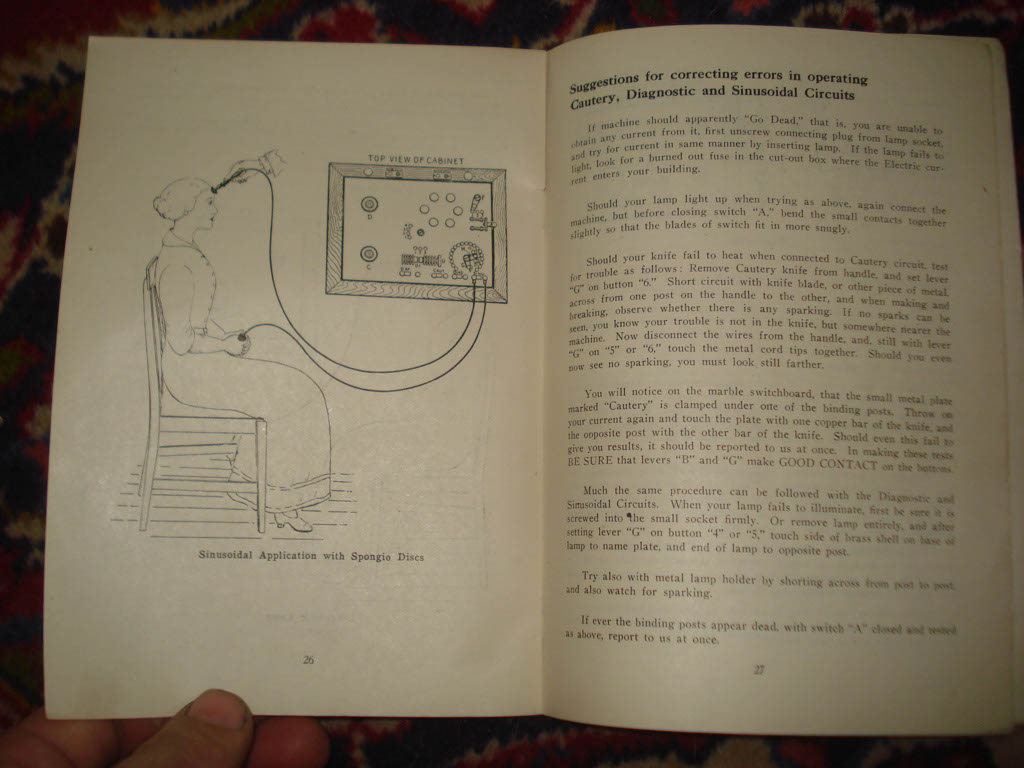 TOP VIEW OF CABINET
D
C
Sinusoidal Application with Spongio Discs
26
Suggestions for correcting errors in operating
Cautery, Diagnostic and Sinusoidal Circuits
If machine should apparently "Go Dead," that is, you are unable to
obtain any current from it, first unscrew connecting plug from lamp socket,
and try for current in same manner by inserting lamp. If the lamp fails to
light, look for a burned out fuse in the cut-out box where the Electric cur-
rent enters your building.
Should your lamp light up when trying as above, again connect the
machine, but before closing switch "A," bend the small contacts together
slightly so that the blades of switch fit in more snugly.
Should your knife fail to heat when connected to Cautery circuit, test
for trouble as follows: Remove Cautery knife from handle, and set lever
"G" on button "6." Short circuit with knife blade, or other piece of metal,
across from one post on the handle to the other, and when making and
breaking, observe whether there is any sparking. If no sparks can be
seen, you know your trouble is not in the knife, but somewhere nearer the
machine. Now disconnect the wires from the handle, and, still with lever
"G" on "5" or "6," touch the metal cord tips together. Should you even
now see no sparking, you must look still farther.
You will notice on the marble switchboard, that the small metal plate
marked "Cautery" is clamped under one of the binding posts. Throw on
your current again and touch the plate with one copper bar of the knife, and
the opposite post with the other bar of the knife. Should even this fail to
give you results, it should be reported to us at once. In making these tests
BE SURE that levers "B" and "G" make GOOD CONTACT on the buttons.
Much the same procedure can be followed with the Diagnostic and
Sinusoidal Circuits. When your lamp fails to illuminate, first be sure it is
screwed into the small socket firmly. Or remove lamp entirely, and after
setting lever "G" on button "4" or "5," touch side of brass shell on base of
lamp to name plate, and end of lamp to opposite post.
Try also with metal lamp holder by shorting across from post to post,
and also watch for sparking.
If ever the binding posts appear dead, with switch "A" closed and tested
as above, report to us at once.
27